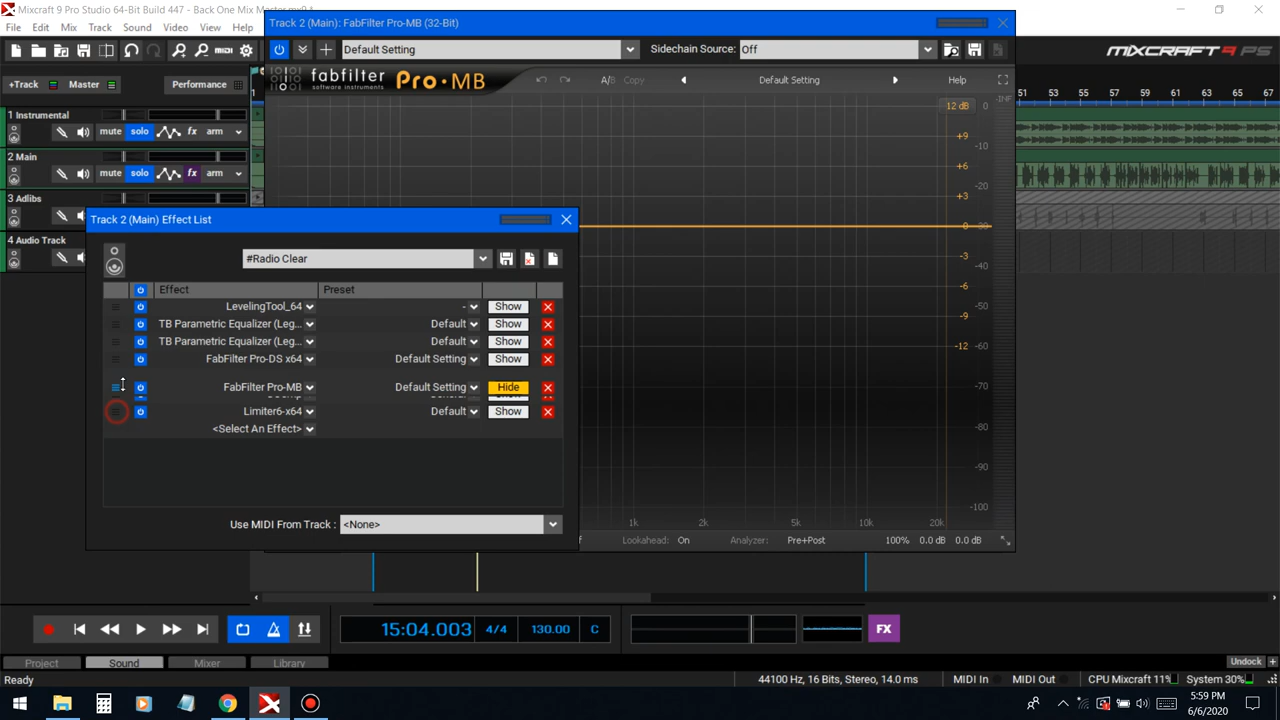 Mixcraft 9 Pro Studio 64-Bit Build 447 - Back One Mix Master.mx9 *
File Edit Mix Track Sound Video View
Track 2 (Main): FabFilter Pro-MB (32-Bit)
midi
Default Setting Sidechain Source: Off
MIXCRAFT 9 PS
+Track Master Performance
fabfilter
software instruments
Pro·MB
A/B Copy Default Setting Help
1 51 53 55 57 59 61 63 65 67
1 Instrumental
mute solo fx arm
2 Main
mute solo fx arm
3 Adlibs
4 Audio Track
12 dB
+9
+6
+3
0
-3
-6
-9
-12
-INF
0
-10
-20
-30
-40
-50
-60
-70
-80
-90
-100
Track 2 (Main) Effect List
#Radio Clear
Effect Preset
LevelingTool_64 - Show
TB Parametric Equalizer (Leg... Default Show
TB Parametric Equalizer (Leg... Default Show
FabFilter Pro-DS x64 Default Setting Show
FabFilter Pro-MB Default Setting Hide
Limiter6-x64 Default Show
<Select An Effect>
Use MIDI From Track : <None>
1k 2k 5k 10k 20k
Lookahead: On Analyzer: Pre+Post 100% 0.0 dB 0.0 dB
15:04.003 4/4 130.00 C
FX
Project Sound Mixer Library Undock +
Ready 44100 Hz, 16 Bits, Stereo, 14.0 ms MIDI In MIDI Out CPU Mixcraft 11% System 30%
5:59 PM
6/6/2020